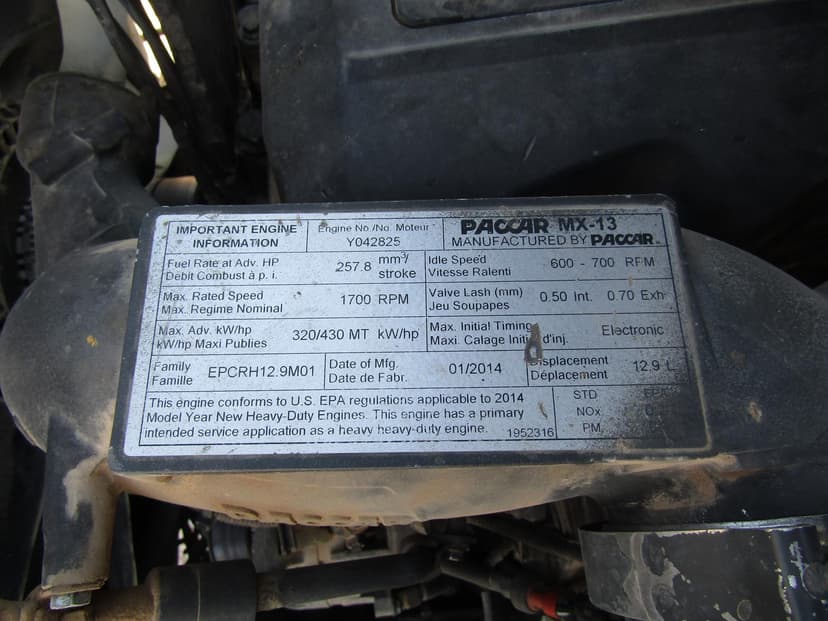 IMPORTANT ENGINE INFORMATION
Engine No /No. Moteur
Y042825
PACCAR MX-13
MANUFACTURED BY PACCAR
Fuel Rate at Adv. HP
Debit Combust à p. i.
257.8 mm³/stroke
Idle Speed
Vitesse Ralenti
600 - 700 RPM
Max. Rated Speed
Max. Regime Nominal
1700 RPM
Valve Lash (mm)
Jeu Soupapes
0.50 Int. 0.70 Exh
Max. Adv. kW/hp
kW/hp Maxi Publies
320/430 MT kW/hp
Max. Initial Timing
Maxi. Calage d'inj.
Electronic
Family
Famille
EPCRH12.9M01
Date of Mfg.
Date de Fabr.
01/2014
Displacement
Déplacement
12.9 L
This engine conforms to U.S. EPA regulations applicable to 2014
Model Year New Heavy-Duty Engines. This engine has a primary
intended service application as a heavy heavy-duty engine.
1952316
STD
NOx
PM